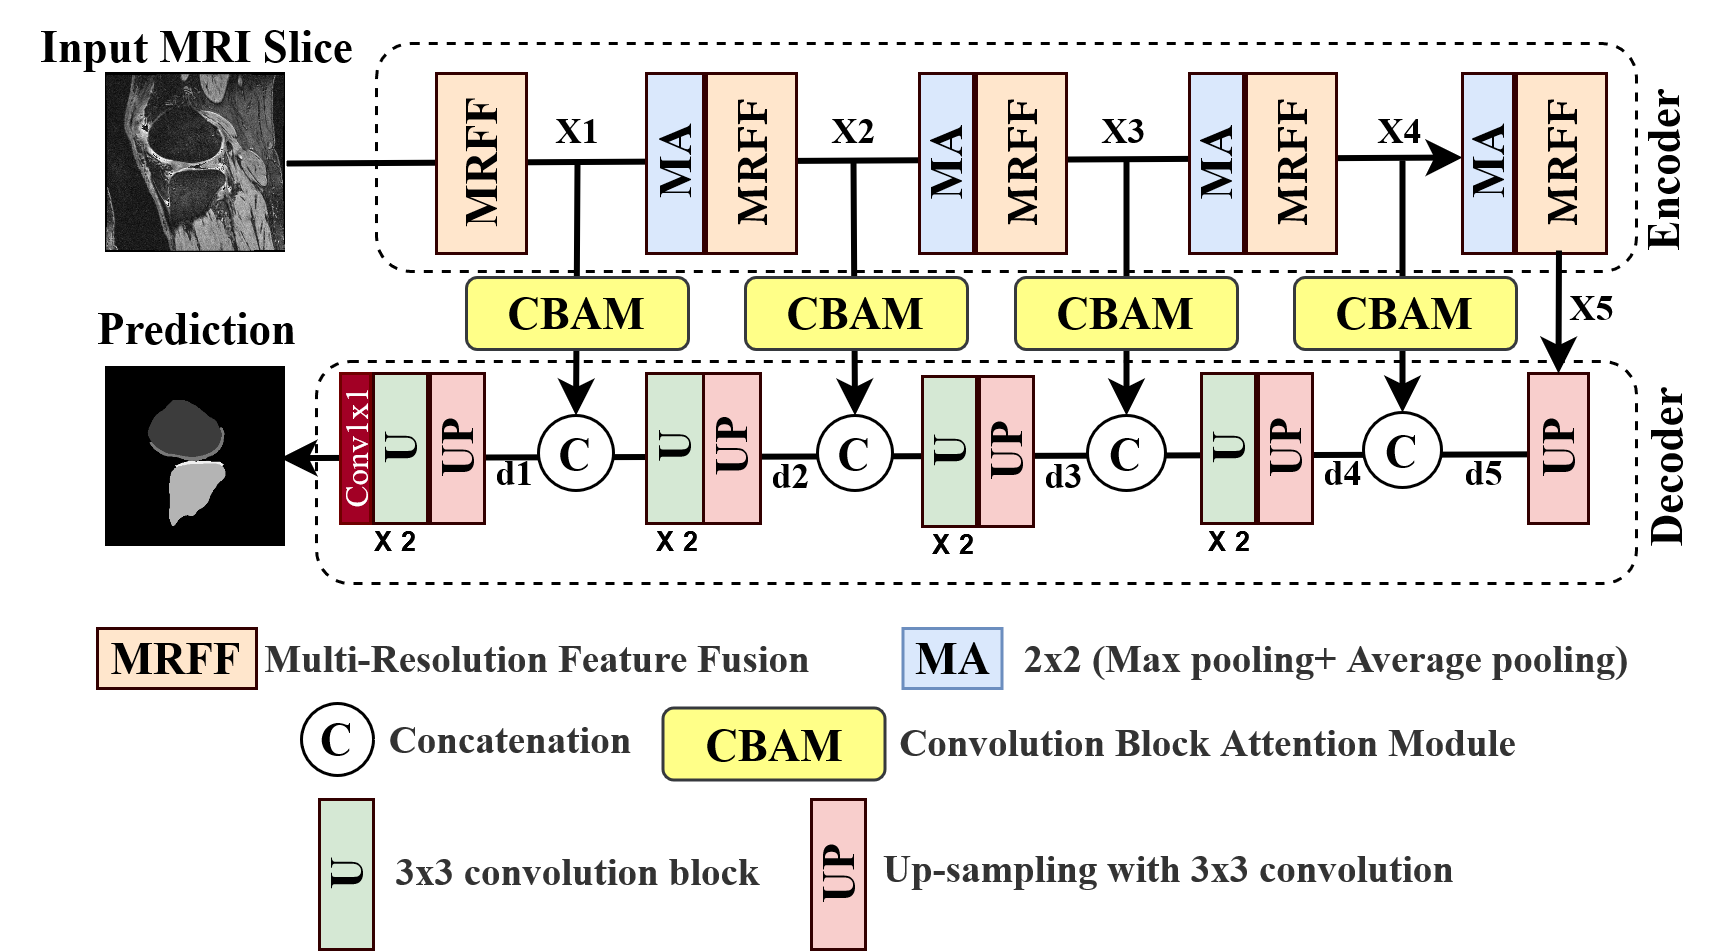 Input MRI Slice
Encoder
MRFF
X1
MA
MRFF
X2
MA
MRFF
X3
MA
MRFF
X4
MA
MRFF
CBAM
CBAM
CBAM
CBAM
X5
Prediction
Decoder
Conv1x1
U
UP
X 2
d1
C
U
UP
X 2
d2
C
U
UP
X 2
d3
C
U
UP
X 2
d4
C
d5
UP
MRFF Multi-Resolution Feature Fusion
MA 2x2 (Max pooling+ Average pooling)
C Concatenation
CBAM Convolution Block Attention Module
U 3x3 convolution block
UP Up-sampling with 3x3 convolution